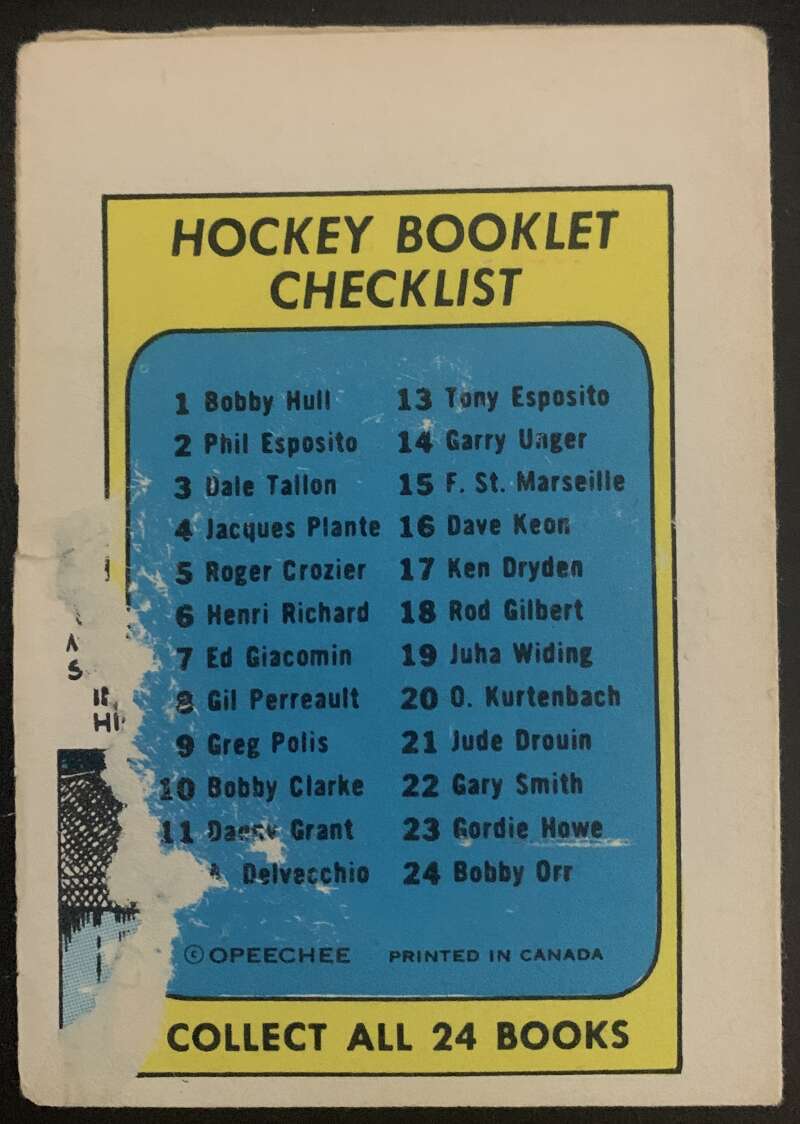 HOCKEY BOOKLET
CHECKLIST
1 Bobby Hull
2 Phil Esposito
3 Dale Tallon
4 Jacques Plante
5 Roger Crozier
6 Henri Richard
7 Ed Giacomin
8 Gil Perreault
9 Greg Polis
10 Bobby Clarke
11 Danny Grant
A. Delvecchio
13 Tony Esposito
14 Garry Unger
15 F. St. Marseille
16 Dave Keon
17 Ken Dryden
18 Rod Gilbert
19 Juha Widing
20 O. Kurtenbach
21 Jude Drouin
22 Gary Smith
23 Gordie Howe
24 Bobby Orr
© OPEECHEE PRINTED IN CANADA
COLLECT ALL 24 BOOKS